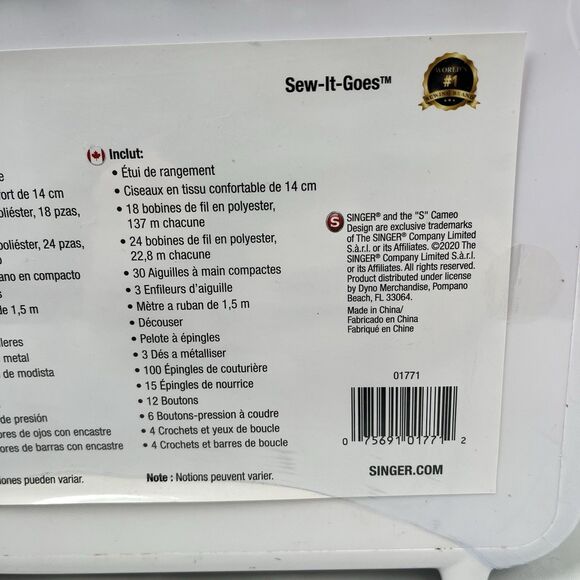 Sew-It-Goes™
WORLD'S
#1
SEWING BRAND
e
ort de 14 cm
oliéster, 18 pzas,
oliéster, 24 pzas,
ano en compacto
s
de 1,5 m
leres
metal
de modista
de presión
ores de ojos con encastre
ores de barras con encastre
iones pueden variar.
Inclut:
• Étui de rangement
• Ciseaux en tissu confortable de 14 cm
• 18 bobines de fil en polyester,
137 m chacune
• 24 bobines de fil en polyester,
22,8 m chacune
• 30 Aiguilles à main compactes
• 3 Enfileurs d'aiguille
• Mètre a ruban de 1,5 m
• Découser
• Pelote à épingles
• 3 Dés a métalliser
• 100 Épingles de couturière
• 15 Épingles de nourrice
• 12 Boutons
• 6 Boutons-pression à coudre
• 4 Crochets et yeux de boucle
• 4 Crochets et barres de boucle
Note : Notions peuvent varier.
S
SINGER® and the "S" Cameo
Design are exclusive trademarks
of The SINGER® Company Limited
S.à.r.l. or its Affiliates. ©2020 The
SINGER® Company Limited S.à.r.l.
or its Affiliates. All rights reserved.
Product distributed under license
by Dyno Merchandise, Pompano
Beach, FL 33064.
Made in China/
Fabricado en China
Fabriqué en Chine
01771
0 75691 01771 2
SINGER.COM